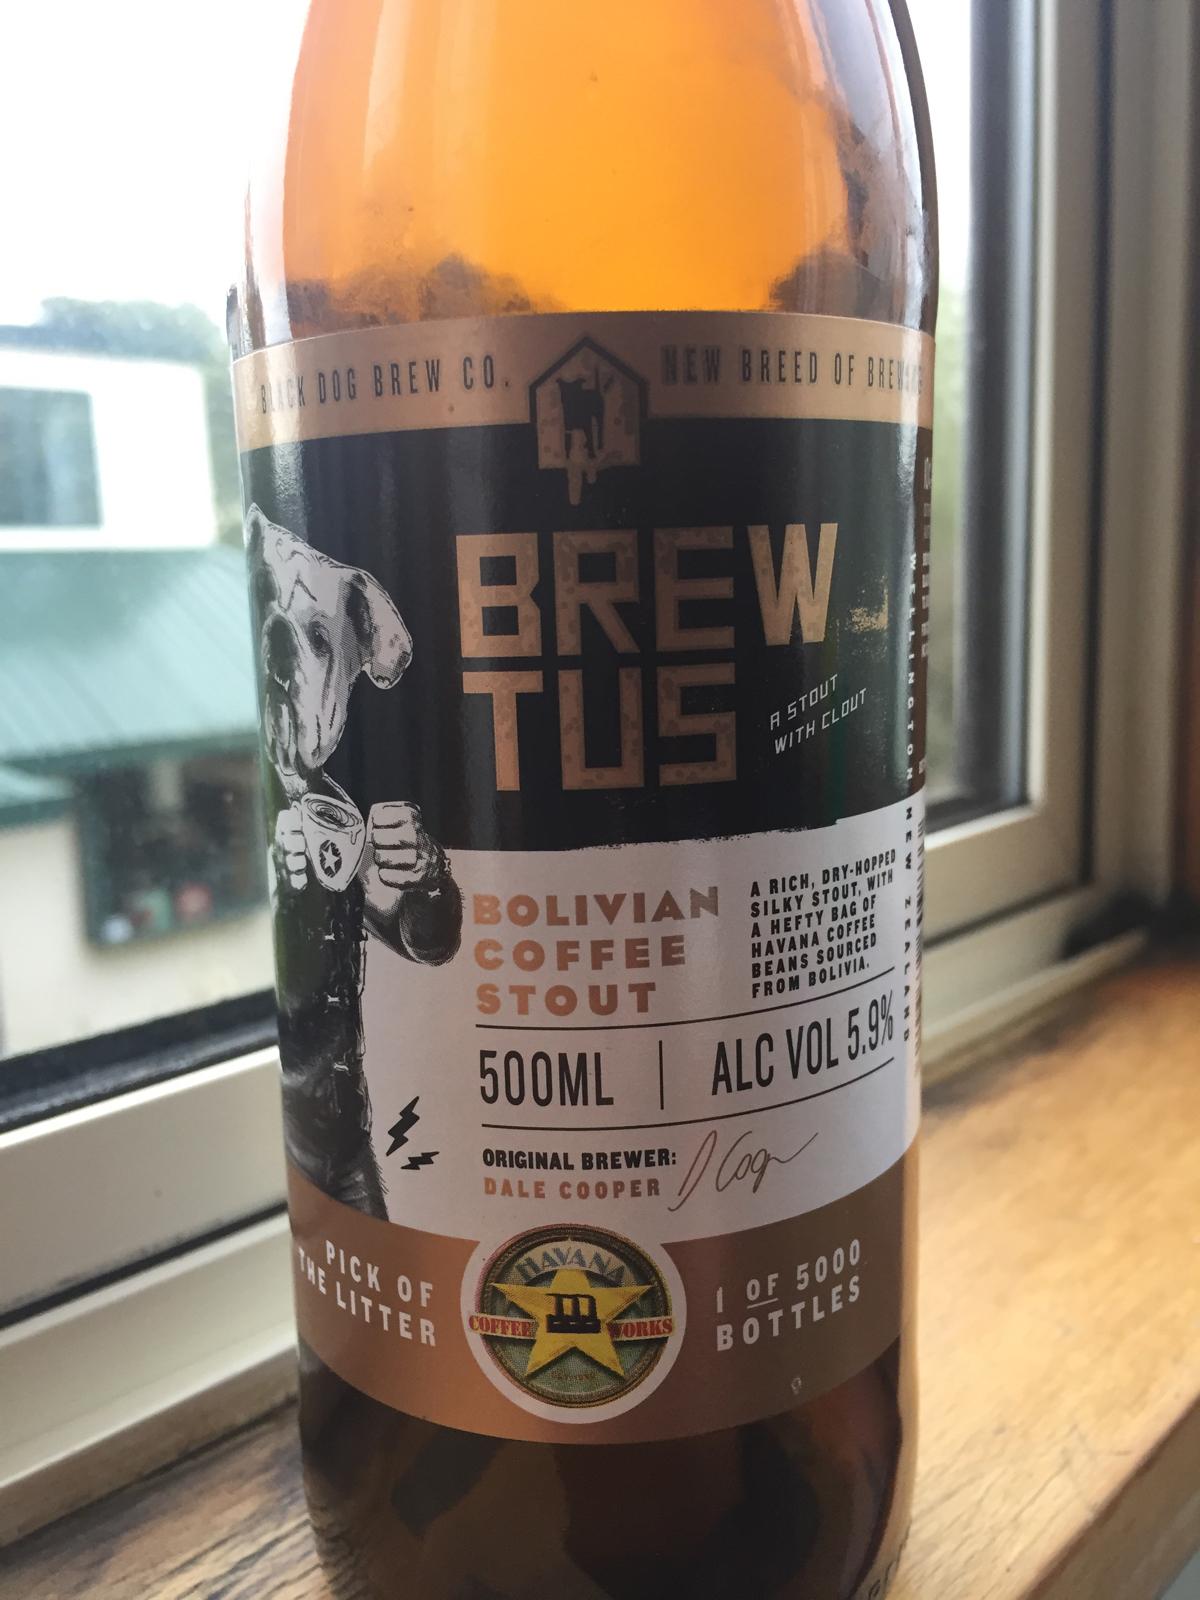 BLACK DOG BREW CO.
NEW BREED OF BREWING
BREW
TUS
A STOUT
WITH CLOUT
WELLINGTON NEW ZEALAND
BOLIVIAN
COFFEE
STOUT
A RICH, DRY-HOPPED
SILKY STOUT, WITH
A HEFTY BAG OF
HAVANA COFFEE
BEANS SOURCED
FROM BOLIVIA.
500ML
ALC VOL 5.9%
ORIGINAL BREWER:
DALE COOPER
PICK OF
THE LITTER
HAVANA
COFFEE WORKS
1 OF 5000
BOTTLES